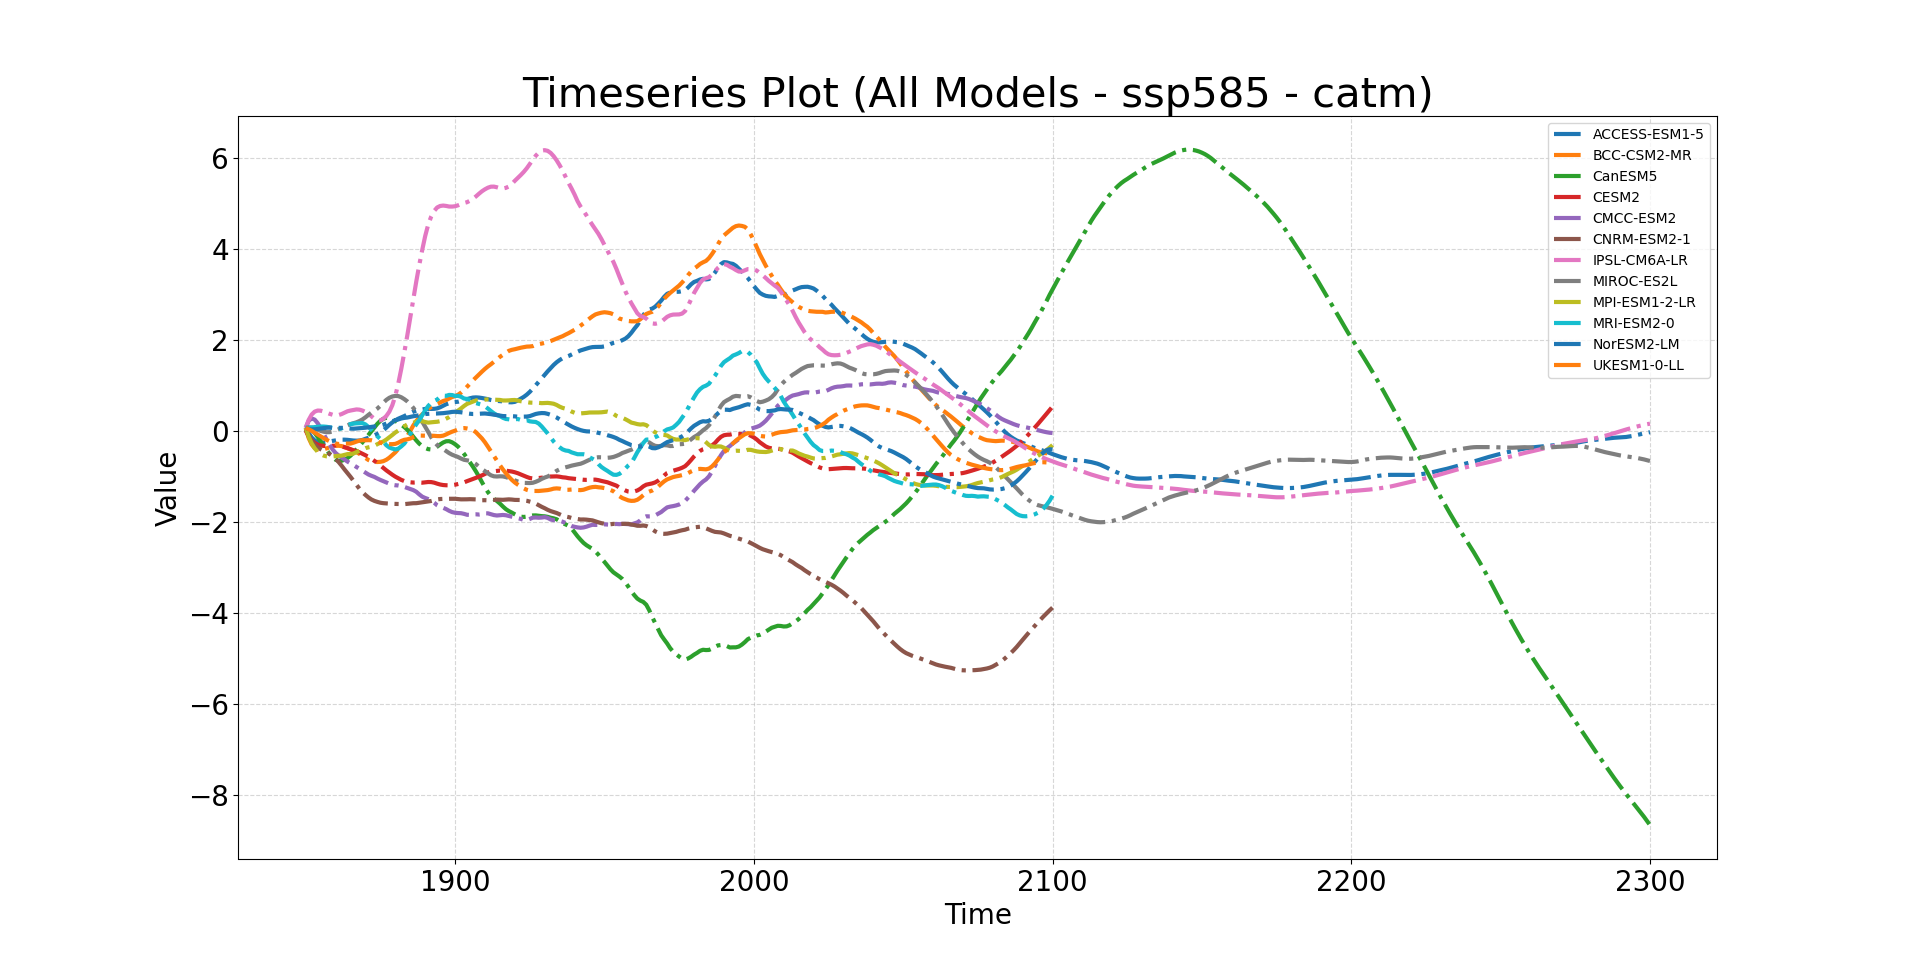 Timeseries Plot (All Models - ssp585 - catm)
ACCESS-ESM1-5
BCC-CSM2-MR
CanESM5
CESM2
CMCC-ESM2
CNRM-ESM2-1
IPSL-CM6A-LR
MIROC-ES2L
MPI-ESM1-2-LR
MRI-ESM2-0
NorESM2-LM
UKESM1-0-LL
Value
6
4
2
0
−2
−4
−6
−8
1900 2000 2100 2200 2300
Time